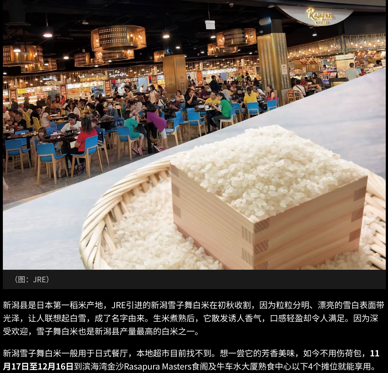 Rasapura
MASTERS
（图：JRE）
新潟县是日本第一稻米产地，JRE引进的新潟雪子舞白米在初秋收割，因为粒粒分明、漂亮的雪白表面带
光泽，让人联想起白雪，成了名字由来。生米煮熟后，它散发诱人香气，口感轻盈却令人满足。因为深
受欢迎，雪子舞白米也是新潟县产量最高的白米之一。
新潟雪子舞白米一般用于日式餐厅，本地超市目前找不到。想一尝它的芳香美味，如今不用伤荷包，11
月17日至12月16日到滨海湾金沙Rasapura Masters食阁及牛车水大厦熟食中心以下4个摊位就能享用。